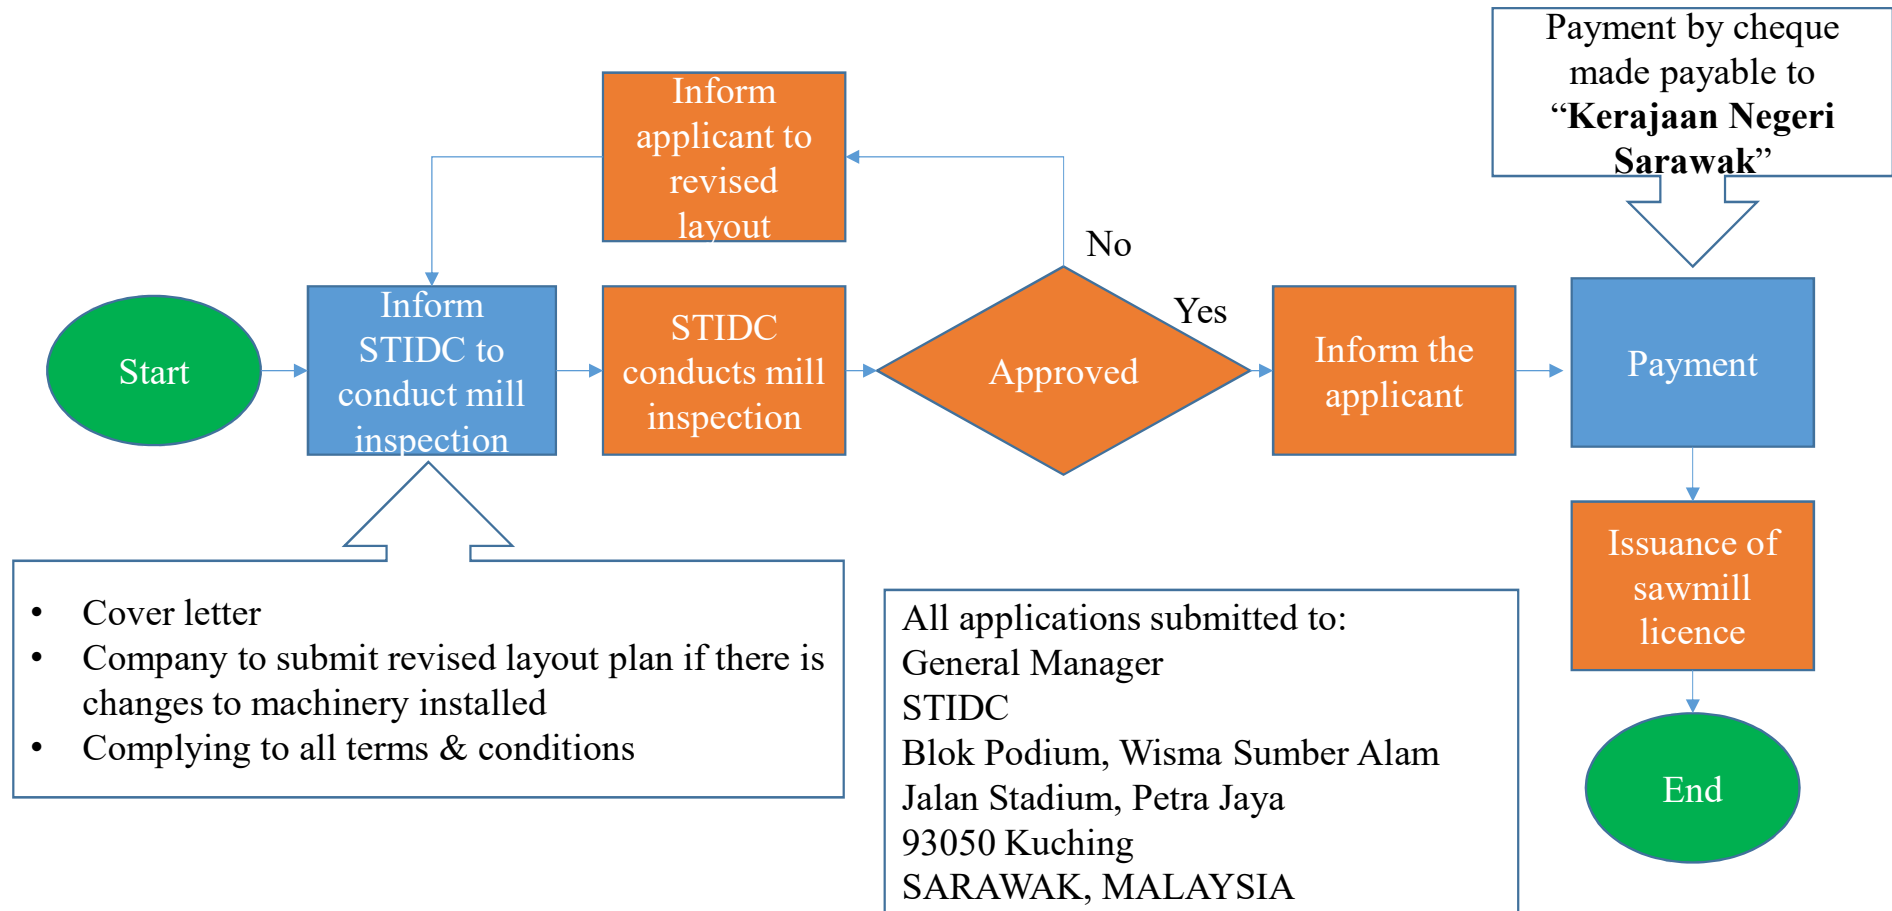 Payment by cheque
made payable to
“Kerajaan Negeri
Sarawak”
Inform
applicant to
revised
layout
No
Yes
Start
Inform
STIDC to
conduct mill
inspection
STIDC
conducts mill
inspection
Approved
Inform the
applicant
Payment
Issuance of
sawmill
licence
End
• Cover letter
• Company to submit revised layout plan if there is
changes to machinery installed
• Complying to all terms & conditions
All applications submitted to:
General Manager
STIDC
Blok Podium, Wisma Sumber Alam
Jalan Stadium, Petra Jaya
93050 Kuching
SARAWAK, MALAYSIA